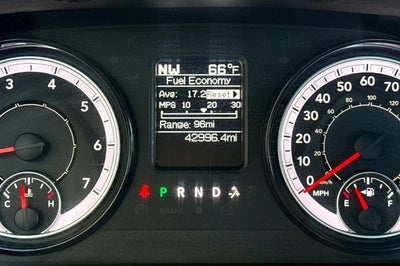 NW 66°F
Fuel Economy
Avg: 17.2 Reset
MPG 10 20 30
Range: 96mi
42996.4mi
P R N D
BRAKE
3 4 5 6 7
C H
0 10 20 30 40 50 60 70
MPH
E F